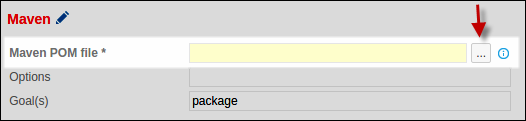 Maven
Maven POM file * ...
Options
Goal(s) package